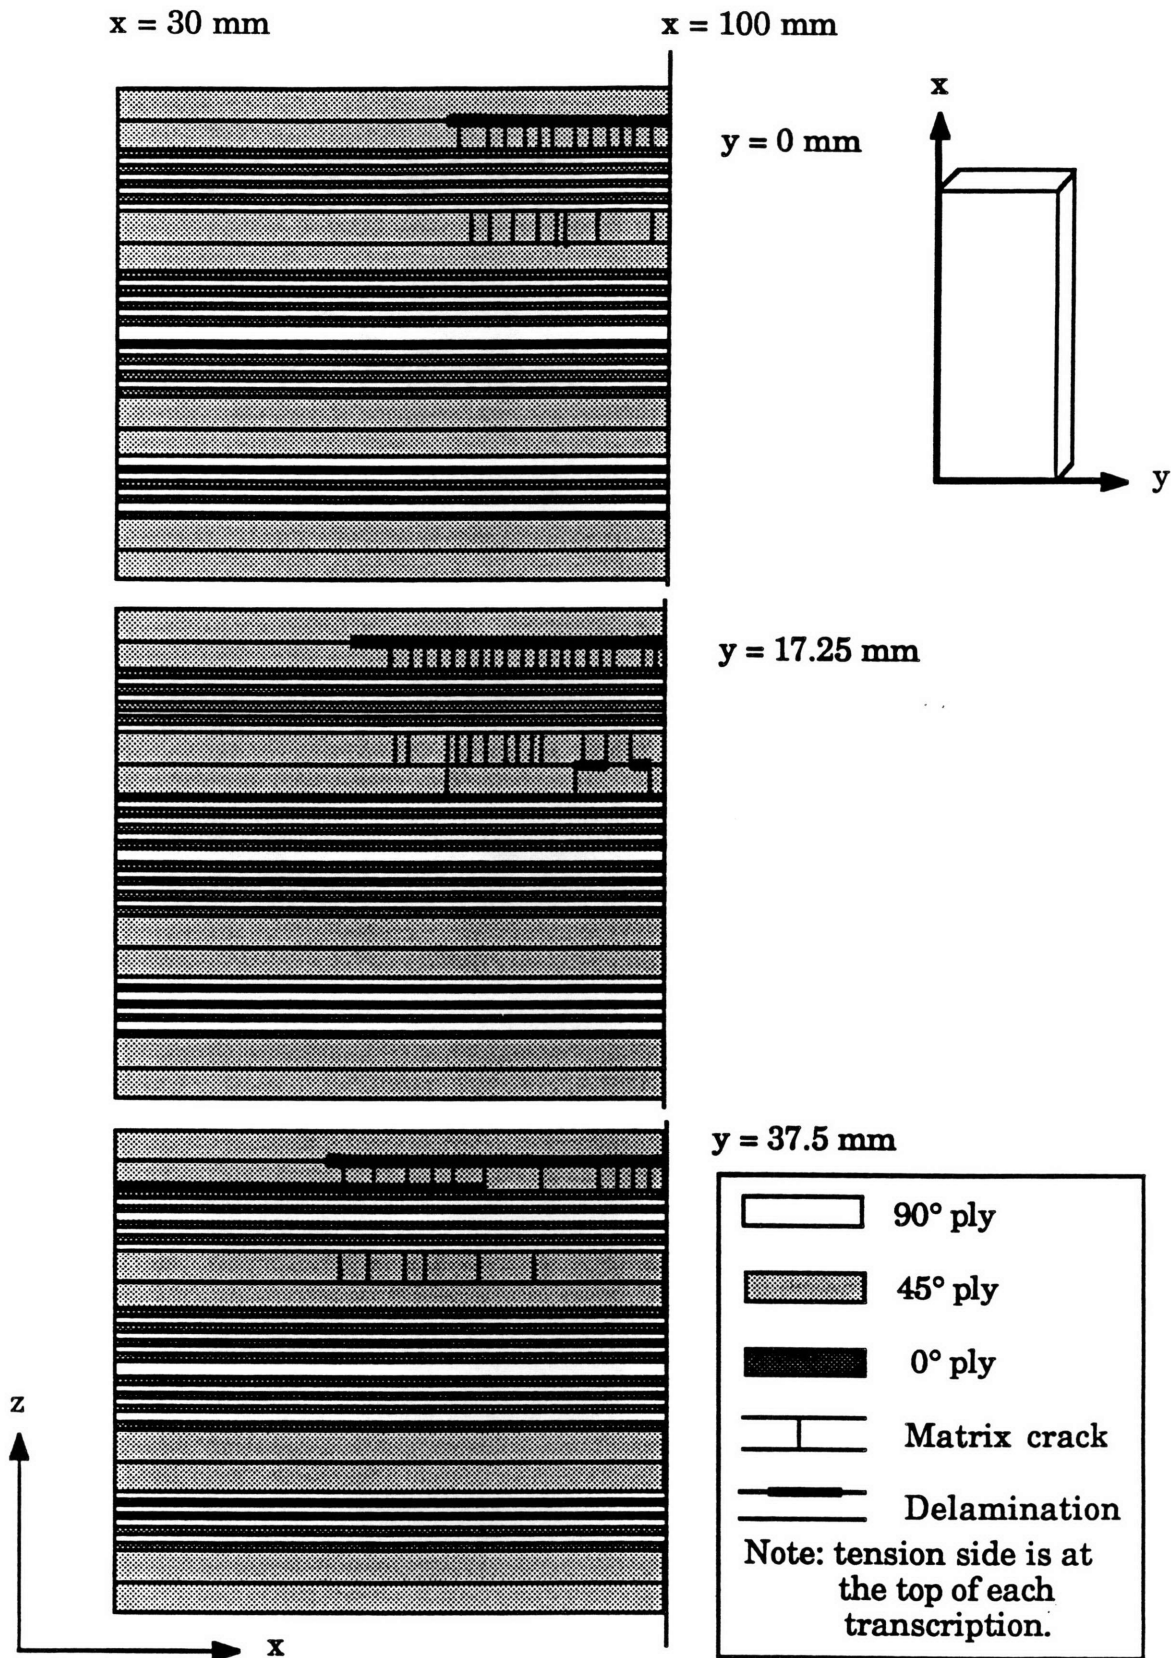 x = 30 mm
x = 100 mm
x
y = 0 mm
y
y = 17.25 mm
y = 37.5 mm
90° ply
45° ply
0° ply
z
Matrix crack
Delamination
Note: tension side is at
the top of each
transcription.
x